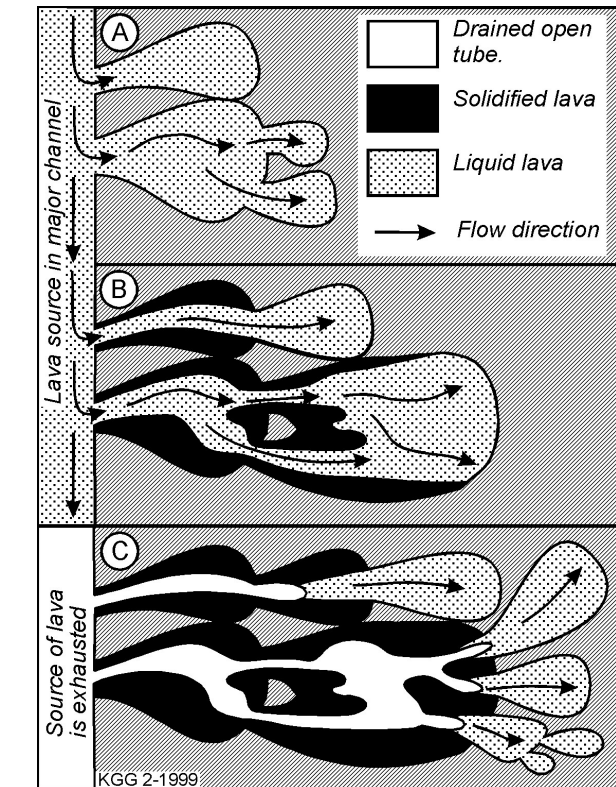 A
Drained open
tube.
Solidified lava
Liquid lava
Flow direction
Lava source in major channel
B
C
Source of lava
is exhausted
KGG 2-1999